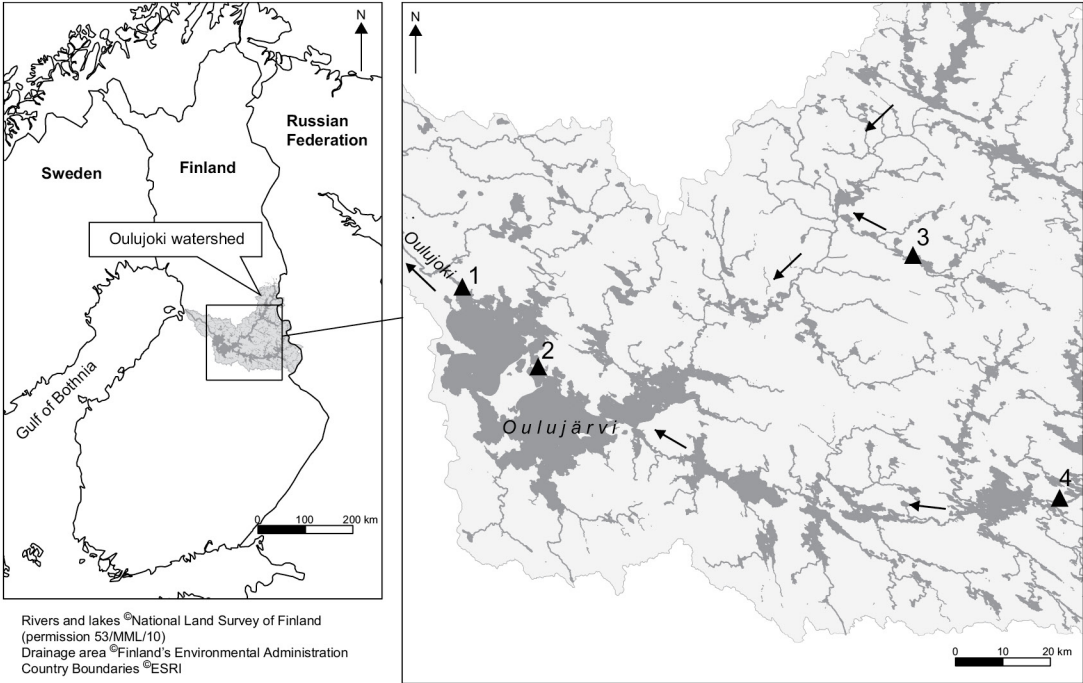 N
Russian
Federation
Sweden
Finland
Oulujoki watershed
Gulf of Bothnia
0 100 200 km
Rivers and lakes ©National Land Survey of Finland
(permission 53/MML/10)
Drainage area ©Finland's Environmental Administration
Country Boundaries ©ESRI
N
Oulujoki
1
2
3
4
Oulujärvi
0 10 20 km